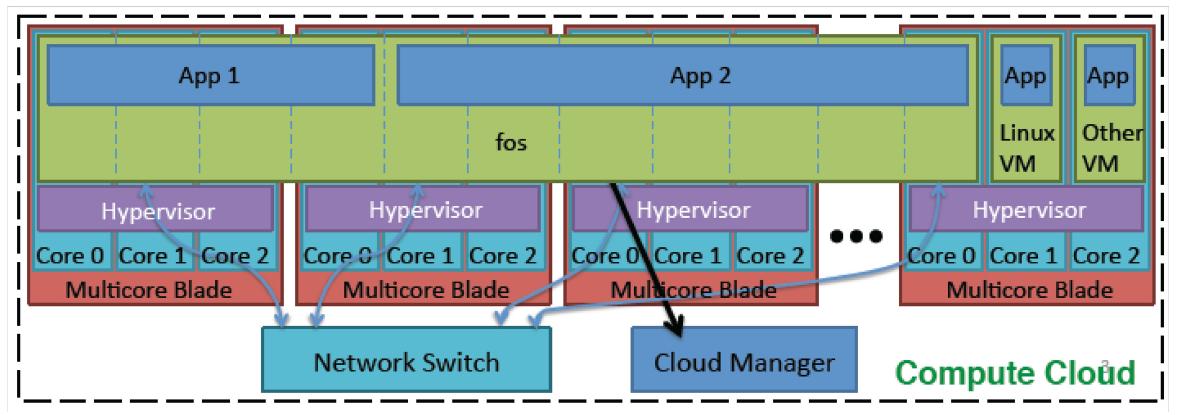 App 1
App 2
App
App
fos
Linux
VM
Other
VM
Hypervisor
Hypervisor
Hypervisor
Hypervisor
Core 0 Core 1 Core 2
Core 0 Core 1 Core 2
Core 0 Core 1 Core 2
Core 0 Core 1 Core 2
Multicore Blade
Multicore Blade
Multicore Blade
Multicore Blade
Network Switch
Cloud Manager
Compute Cloud